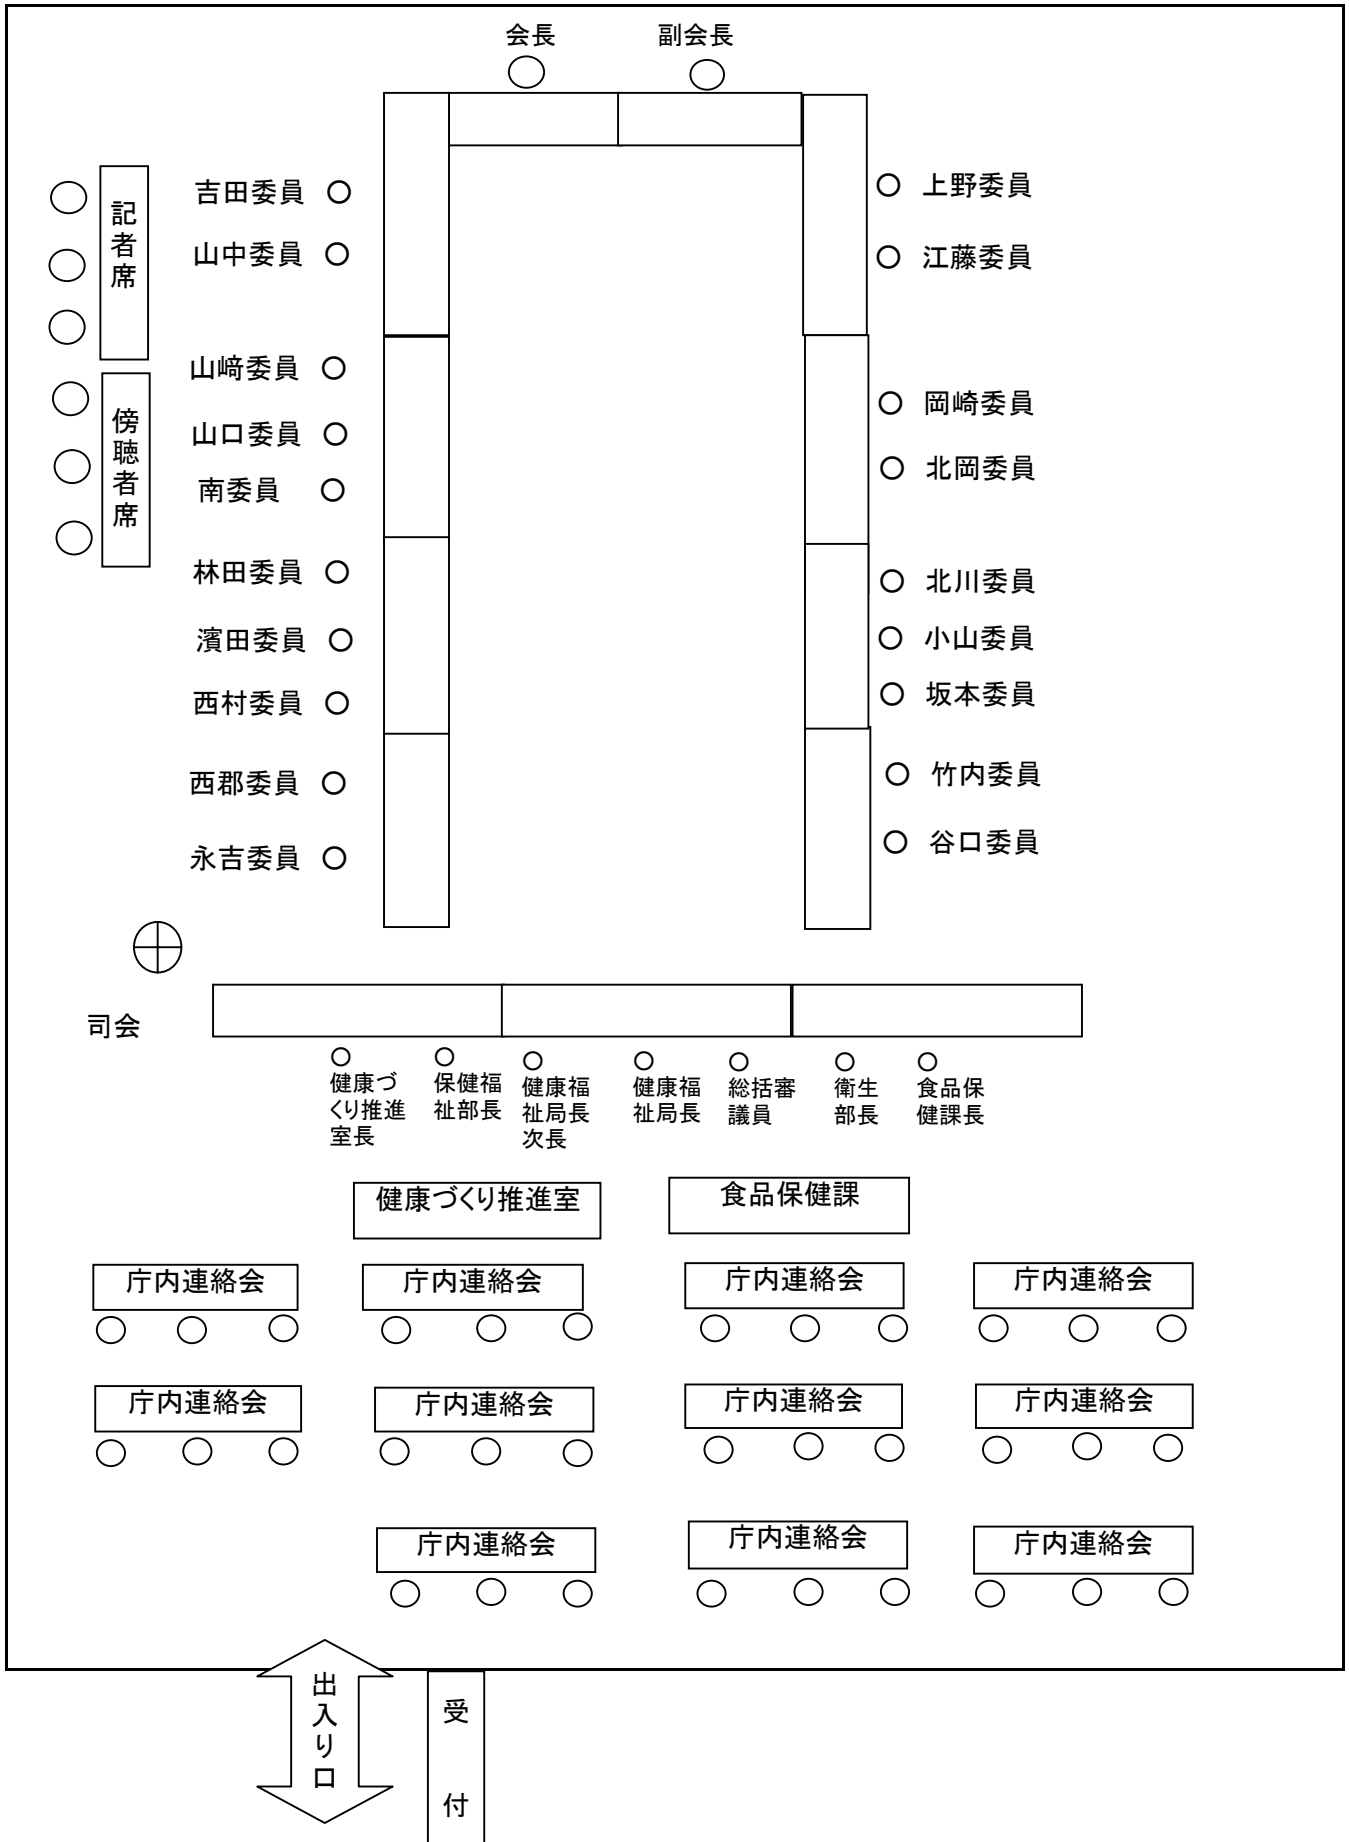 会長
副会長
記者席
傍聴者席
吉田委員
山中委員
山﨑委員
山口委員
南委員
林田委員
濱田委員
西村委員
西郡委員
永吉委員
上野委員
江藤委員
岡崎委員
北岡委員
北川委員
小山委員
坂本委員
竹内委員
谷口委員
司会
健康づ
くり推進
室長
保健福
祉部長
健康福
祉局長
次長
健康福
祉局長
総括審
議員
衛生
部長
食品保
健課長
健康づくり推進室
食品保健課
庁内連絡会
庁内連絡会
庁内連絡会
庁内連絡会
庁内連絡会
庁内連絡会
庁内連絡会
庁内連絡会
庁内連絡会
庁内連絡会
庁内連絡会
出入り口
受付